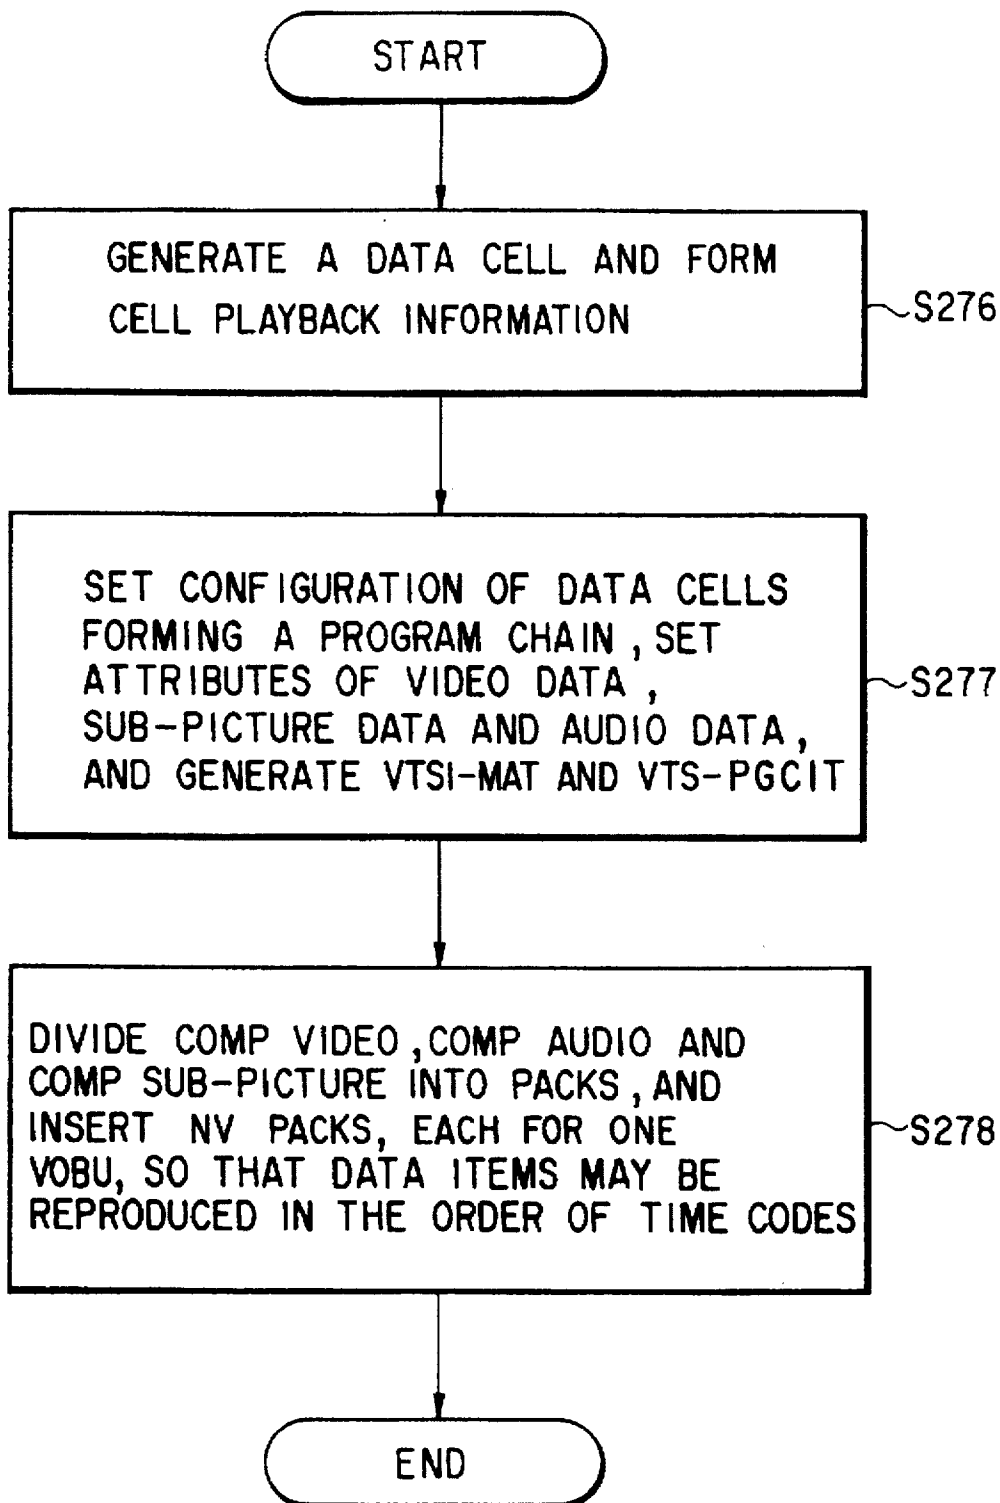 START
GENERATE A DATA CELL AND FORM
CELL PLAYBACK INFORMATION
S276
SET CONFIGURATION OF DATA CELLS
FORMING A PROGRAM CHAIN, SET
ATTRIBUTES OF VIDEO DATA,
SUB-PICTURE DATA AND AUDIO DATA,
AND GENERATE VTSI-MAT AND VTS-PGCIT
S277
DIVIDE COMP VIDEO, COMP AUDIO AND
COMP SUB-PICTURE INTO PACKS, AND
INSERT NV PACKS, EACH FOR ONE
VOBU, SO THAT DATA ITEMS MAY BE
REPRODUCED IN THE ORDER OF TIME CODES
S278
END